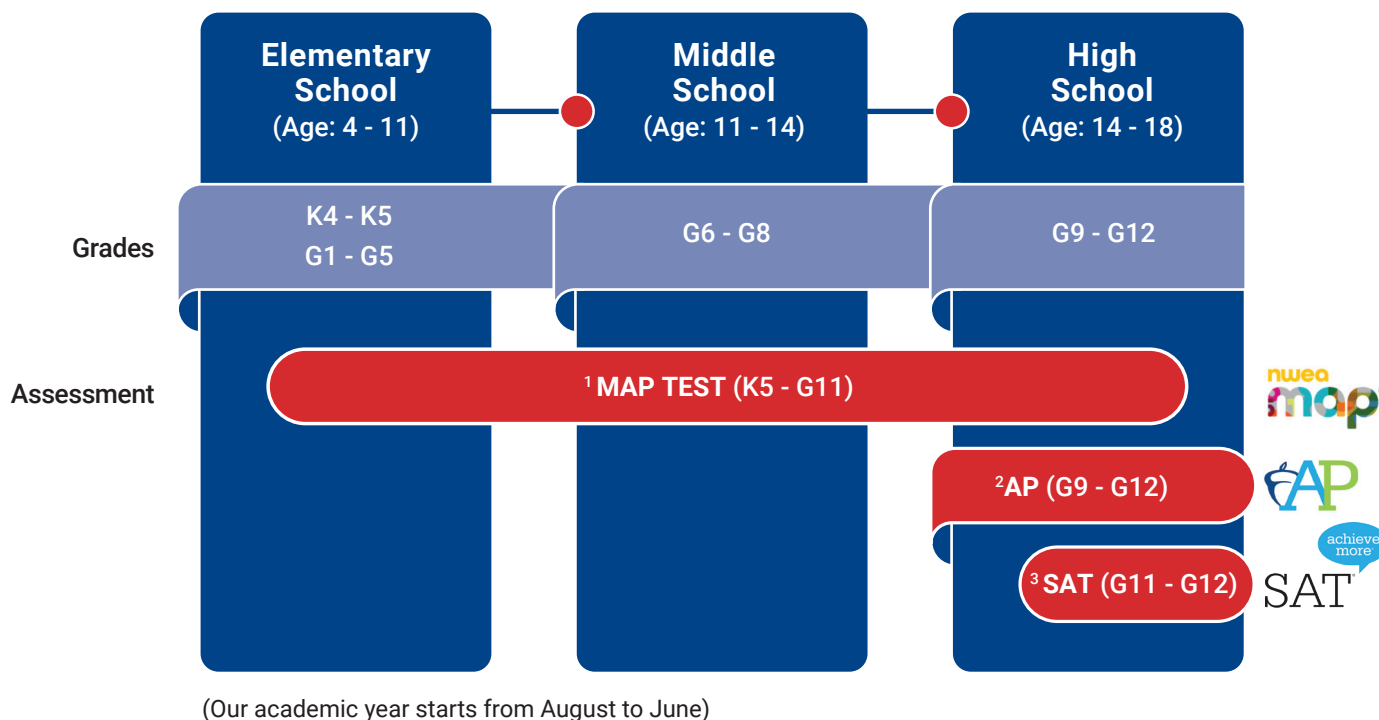 Elementary
School
(Age: 4 - 11)
Middle
School
(Age: 11 - 14)
High
School
(Age: 14 - 18)
Grades
K4 - K5
G1 - G5
G6 - G8
G9 - G12
Assessment
¹ MAP TEST (K5 - G11)
nwea
map
²AP (G9 - G12)
AP
³ SAT (G11 - G12)
achieve
more
SAT
(Our academic year starts from August to June)